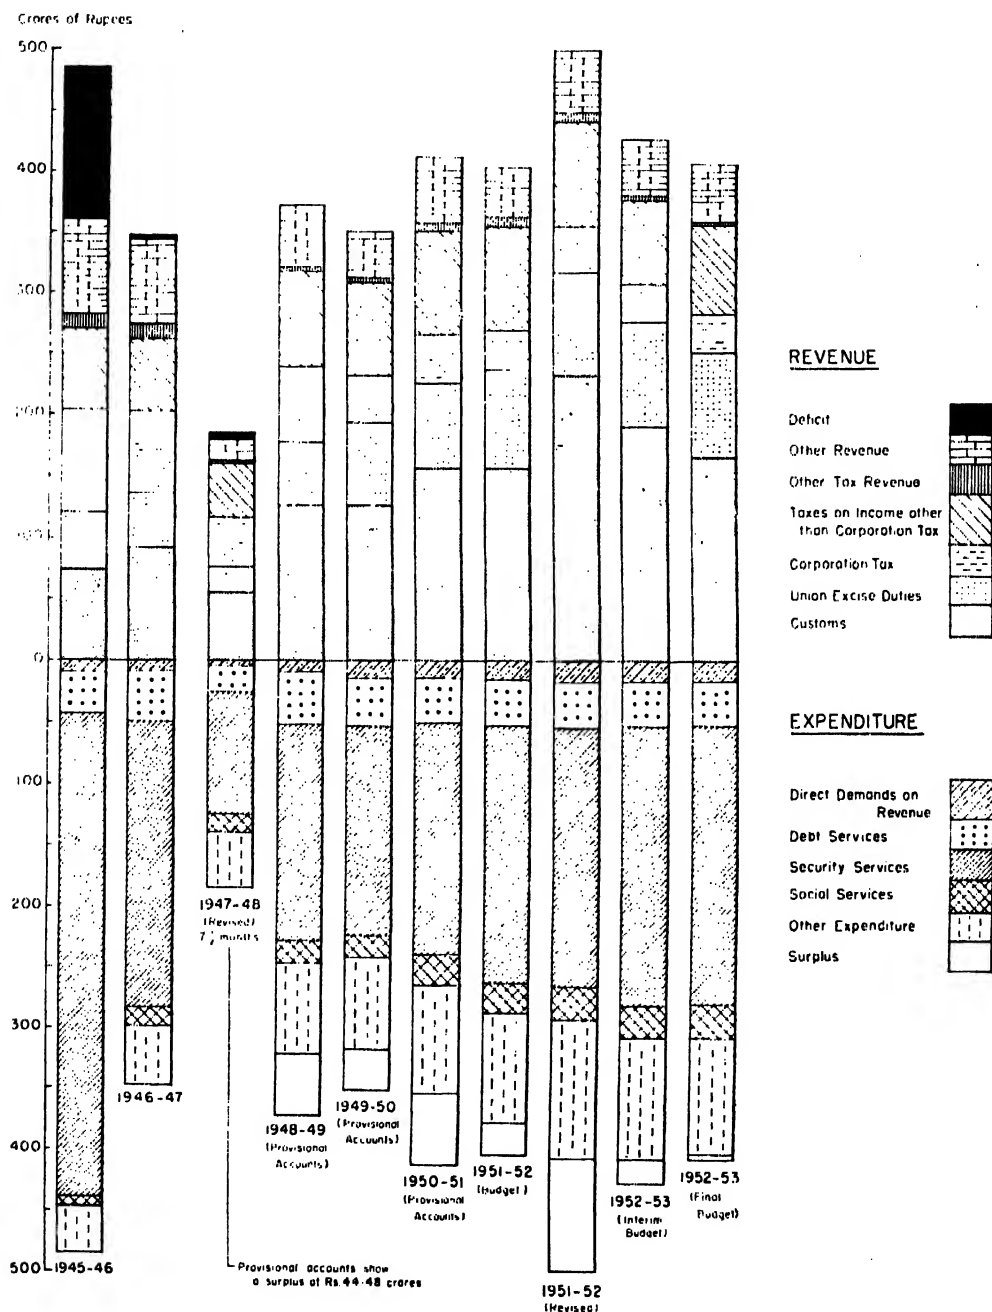 Crores of Rupees
500
400
300
200
100
0
100
200
300
400
500
1945-46
1946-47
1947-48
(Revised)
7½ months
Provisional accounts show
a surplus of Rs. 44·48 crores
1948-49
(Provisional
Accounts)
1949-50
(Provisional
Accounts)
1950-51
(Provisional
Accounts)
1951-52
(Budget)
1951-52
(Revised)
1952-53
(Interim
Budget)
1952-53
(Final
Budget)
REVENUE
Deficit
Other Revenue
Other Tax Revenue
Taxes on Income other
than Corporation Tax
Corporation Tax
Union Excise Duties
Customs
EXPENDITURE
Direct Demands on
Revenue
Debt Services
Security Services
Social Services
Other Expenditure
Surplus